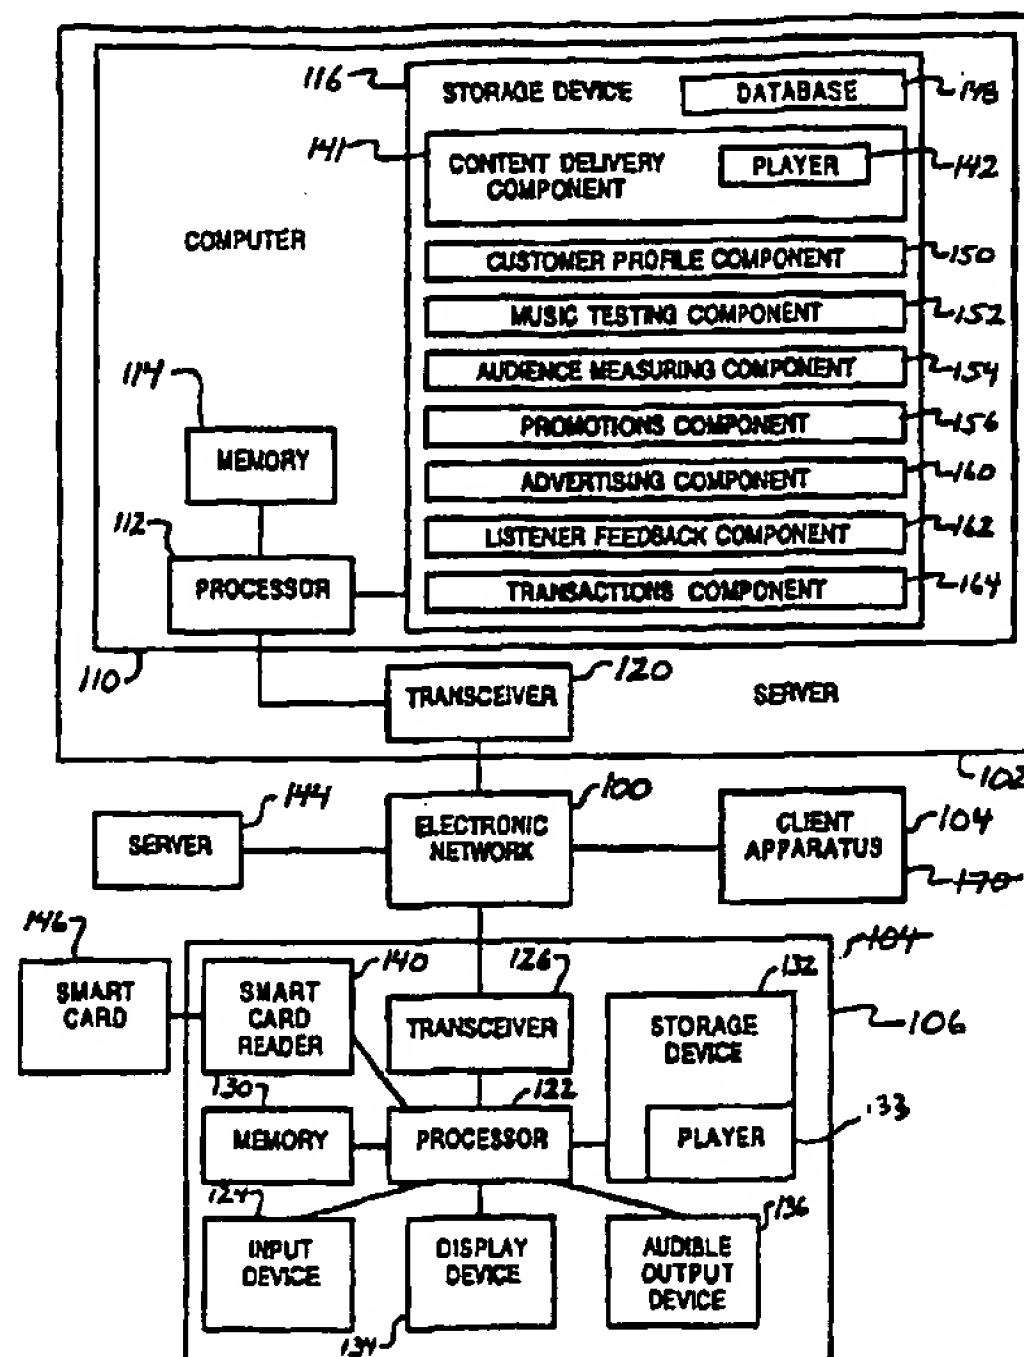 116
STORAGE DEVICE
DATABASE
148
141
CONTENT DELIVERY
COMPONENT
PLAYER
142
COMPUTER
CUSTOMER PROFILE COMPONENT
150
MUSIC TESTING COMPONENT
152
114
AUDIENCE MEASURING COMPONENT
154
MEMORY
PROMOTIONS COMPONENT
156
ADVERTISING COMPONENT
160
112
LISTENER FEEDBACK COMPONENT
162
PROCESSOR
TRANSACTIONS COMPONENT
164
110
120
TRANSCEIVER
SERVER
102
144
100
SERVER
ELECTRONIC
NETWORK
CLIENT
APPARATUS
104
170
146
104
SMART
CARD
140
SMART
CARD
READER
126
TRANSCEIVER
132
STORAGE
DEVICE
106
130
MEMORY
122
PROCESSOR
PLAYER
133
124
INPUT
DEVICE
DISPLAY
DEVICE
134
136
AUDIBLE
OUTPUT
DEVICE